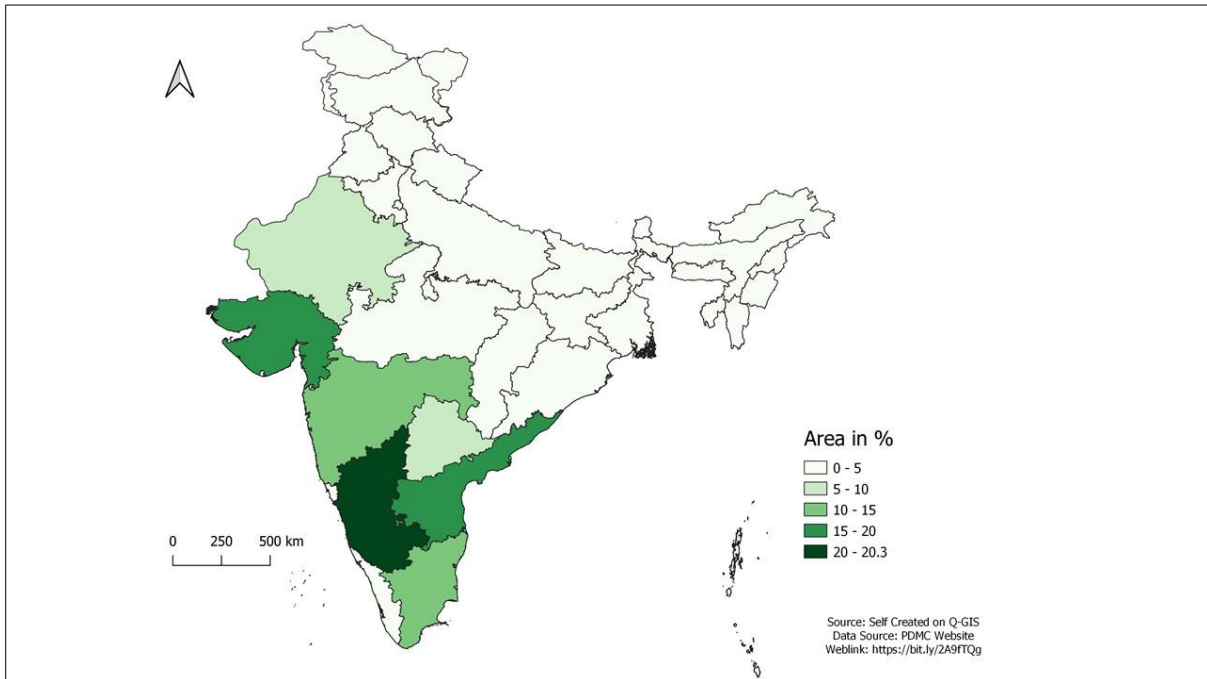 Area in %
0 - 5
5 - 10
10 - 15
15 - 20
20 - 20.3
0 250 500 km
Source: Self Created on Q-GIS
Data Source: PDMC Website
Weblink: https://bit.ly/2A9fTQg